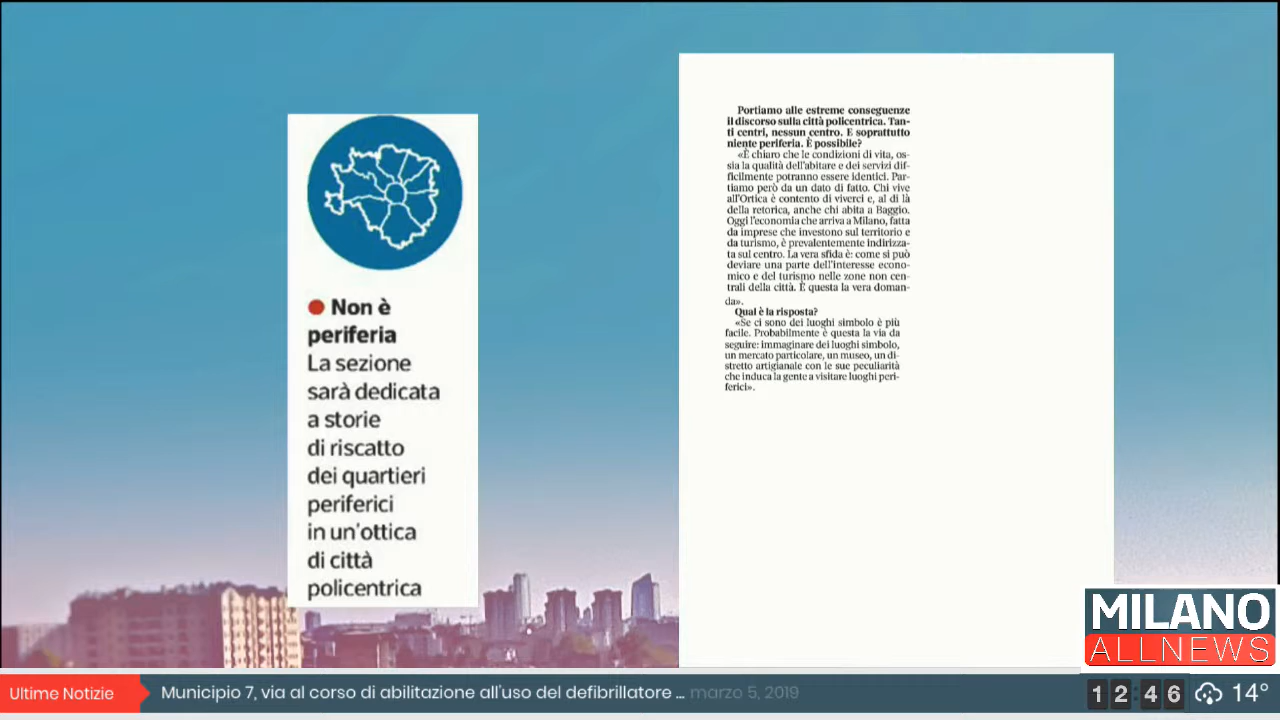 Non è
periferia
La sezione
sarà dedicata
a storie
di riscatto
dei quartieri
periferici
in un'ottica
di città
policentrica
Portiamo alle estreme conseguenze
il discorso sulla città policentrica. Tan-
ti centri, nessun centro. E soprattutto
niente periferia. È possibile?
«È chiaro che le condizioni di vita, os-
sia la qualità dell'abitare e dei servizi dif-
ficilmente potranno essere identici. Par-
tiamo però da un dato di fatto. Chi vive
all'Ortica è contento di viverci e, al di là
della retorica, anche chi abita a Baggio.
Oggi l'economia che arriva a Milano, fatta
da imprese che investono sul territorio e
da turismo, è prevalentemente indirizza-
ta sul centro. La vera sfida è: come si può
deviare una parte dell'interesse econo-
mico e del turismo nelle zone non cen-
trali della città. È questa la vera doman-
da».
Qual è la risposta?
«Se ci sono dei luoghi simbolo è più
facile. Probabilmente è questa la via da
seguire: immaginare dei luoghi simbolo,
un mercato particolare, un museo, un di-
stretto artigianale con le sue peculiarità
che induca la gente a visitare luoghi peri-
ferici».
MILANO
ALLNEWS
Ultime Notizie
Municipio 7, via al corso di abilitazione all'uso del defibrillatore ... marzo 5, 2019
12:46 14°